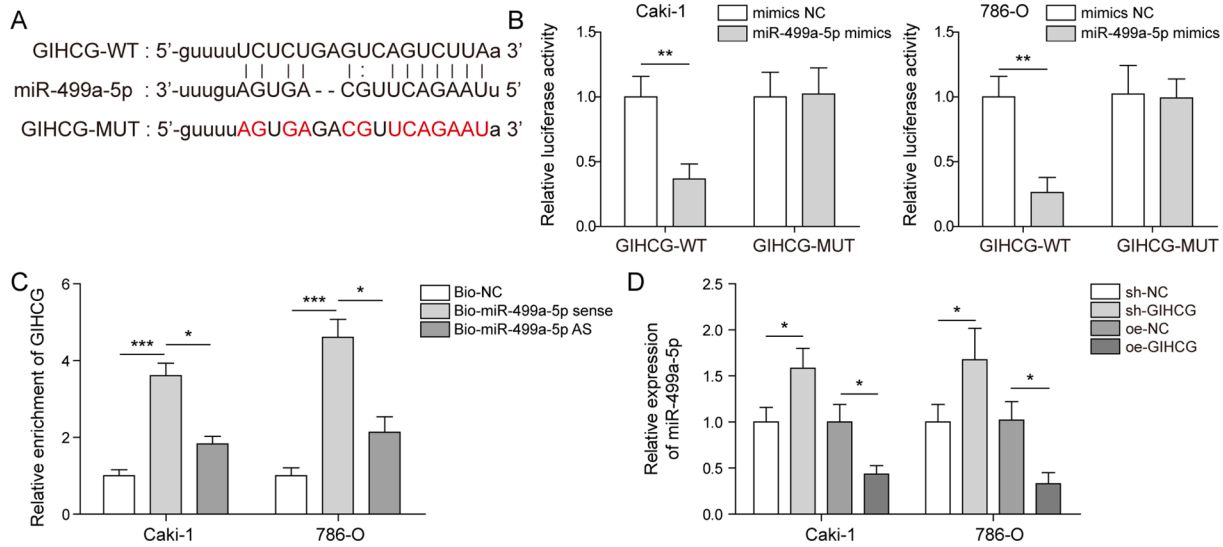 A
GIHCG-WT : 5'-guuuuUCUCUGAGUCAGUCUUAa 3'
miR-499a-5p : 3'-uuuguAGUGA - - CGUUCAGAAUu 5'
GIHCG-MUT : 5'-guuuuAGUGAGACGUUCAGAAUa 3'
B
Caki-1
mimics NC
miR-499a-5p mimics
**
Relative luciferase activity
1.5
1.0
0.5
0.0
GIHCG-WT
GIHCG-MUT
786-O
mimics NC
miR-499a-5p mimics
**
Relative luciferase activity
1.5
1.0
0.5
0.0
GIHCG-WT
GIHCG-MUT
C
Relative enrichment of GIHCG
6
4
2
0
Bio-NC
Bio-miR-499a-5p sense
Bio-miR-499a-5p AS
***
*
***
*
Caki-1
786-O
D
Relative expression
of miR-499a-5p
2.5
2.0
1.5
1.0
0.5
0.0
sh-NC
sh-GIHCG
oe-NC
oe-GIHCG
*
*
*
*
Caki-1
786-O